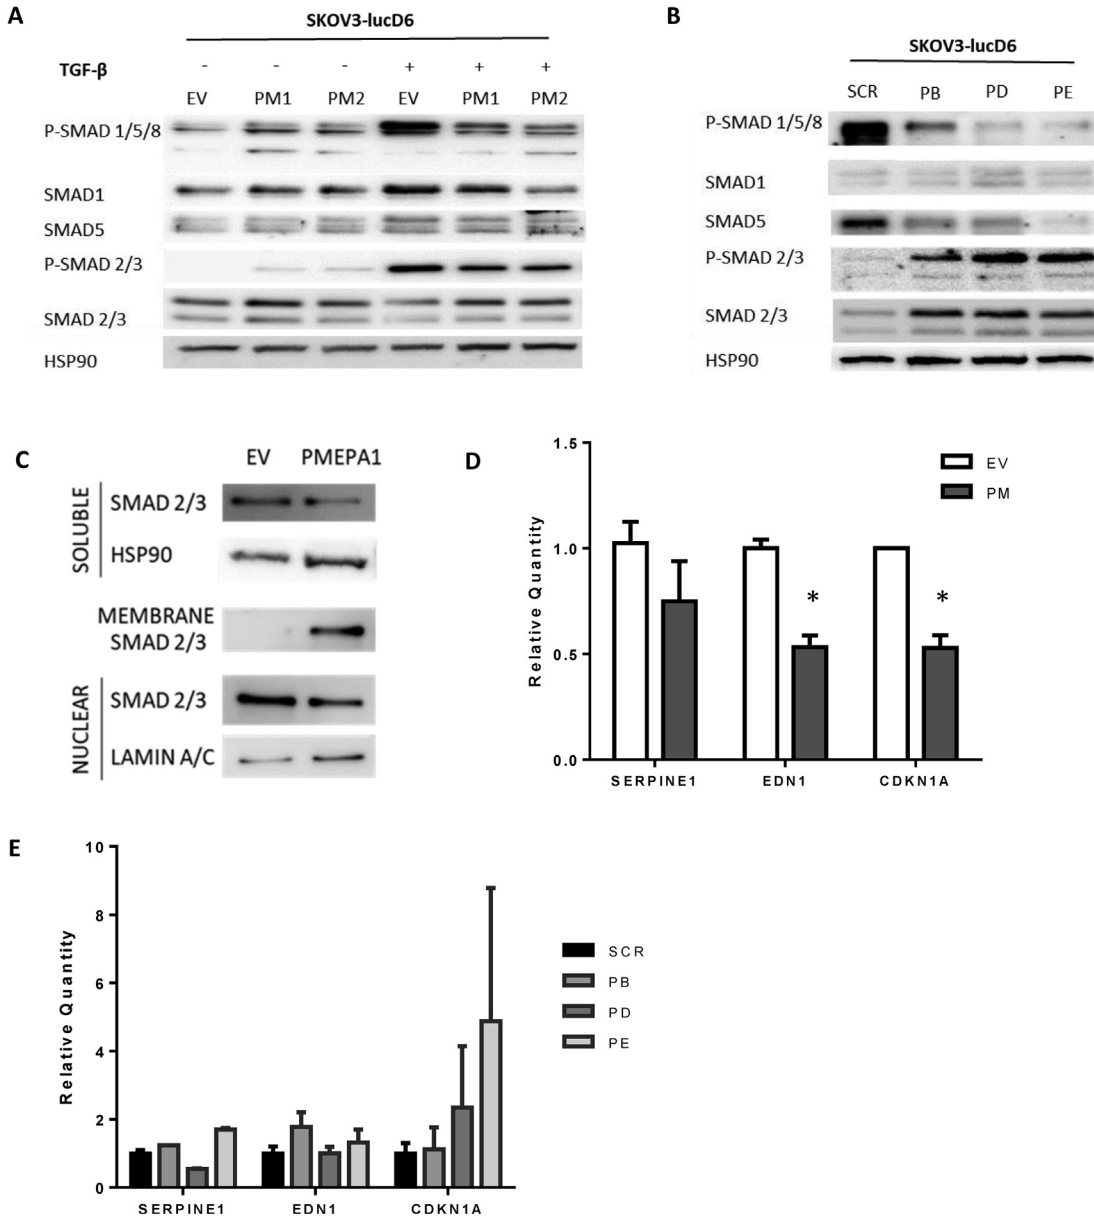 A
SKOV3-lucD6
TGF-β - - - + + +
EV PM1 PM2 EV PM1 PM2
P-SMAD 1/5/8
SMAD1
SMAD5
P-SMAD 2/3
SMAD 2/3
HSP90
B
SKOV3-lucD6
SCR PB PD PE
P-SMAD 1/5/8
SMAD1
SMAD5
P-SMAD 2/3
SMAD 2/3
HSP90
C
EV PMEPA1
SOLUBLE
SMAD 2/3
HSP90
MEMBRANE
SMAD 2/3
NUCLEAR
SMAD 2/3
LAMIN A/C
D
Relative Quantity
1.5
1.0
0.5
0.0
EV
PM
* *
SERPINE1 EDN1 CDKN1A
E
Relative Quantity
10
8
6
4
2
0
SCR
PB
PD
PE
SERPINE1 EDN1 CDKN1A